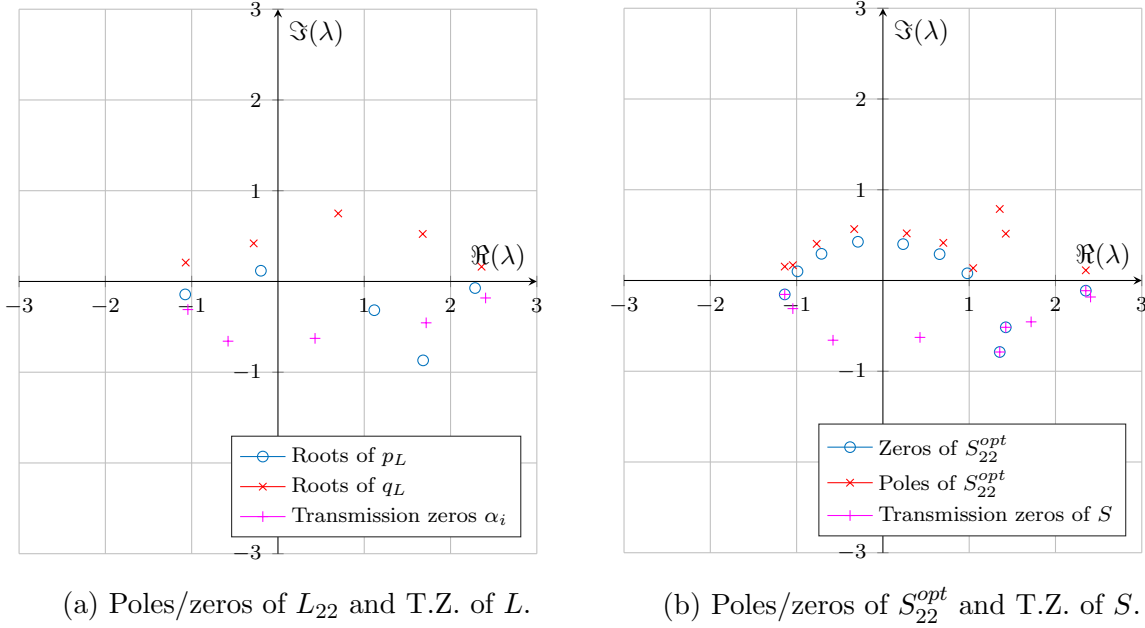 3
ℑ(λ)
2
1
ℜ(λ)
−3 −2 −1 1 2 3
−1
Roots of p_L
Roots of q_L
Transmission zeros α_i
−3
(a) Poles/zeros of L_22 and T.Z. of L.
3
ℑ(λ)
2
1
ℜ(λ)
−3 −2 −1 1 2 3
−1
Zeros of S_22^opt
Poles of S_22^opt
Transmission zeros of S
−3
(b) Poles/zeros of S_22^opt and T.Z. of S.